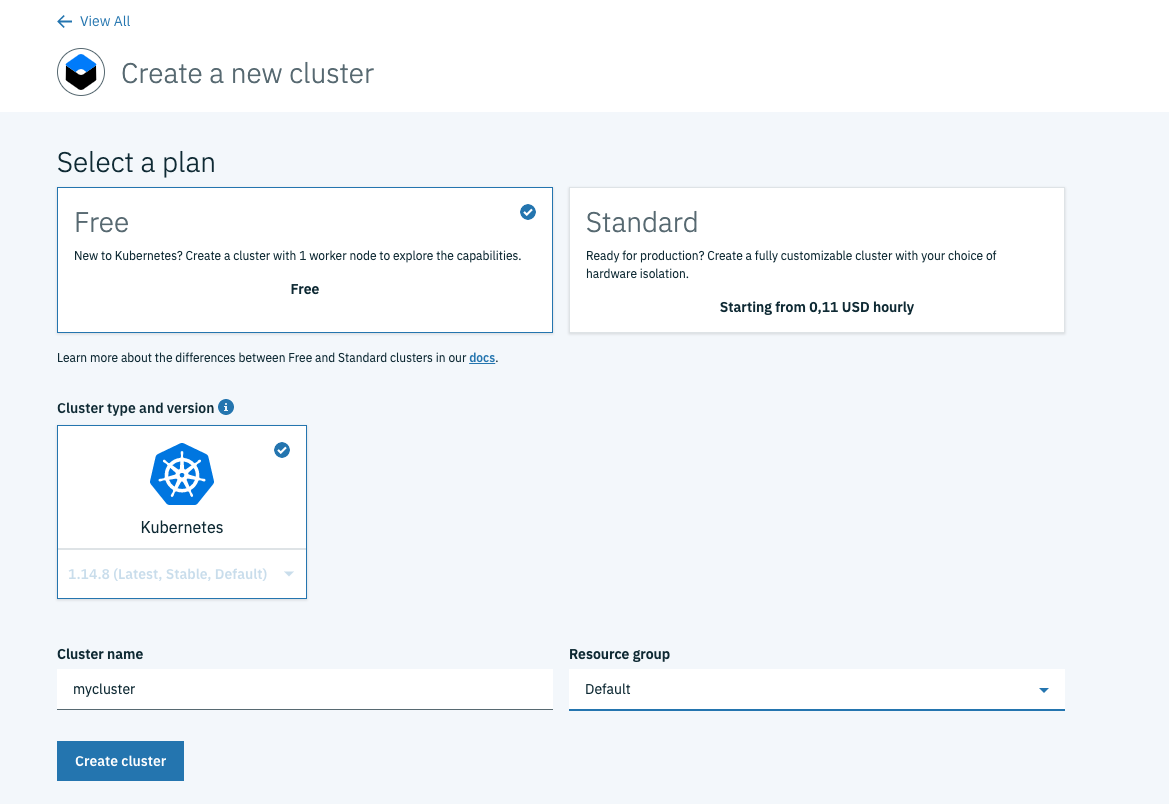 View All
Create a new cluster
Select a plan
Free
New to Kubernetes? Create a cluster with 1 worker node to explore the capabilities.
Free
Standard
Ready for production? Create a fully customizable cluster with your choice of
hardware isolation.
Starting from 0,11 USD hourly
Learn more about the differences between Free and Standard clusters in our docs.
Cluster type and version
Kubernetes
1.14.8 (Latest, Stable, Default)
Cluster name
mycluster
Resource group
Default
Create cluster